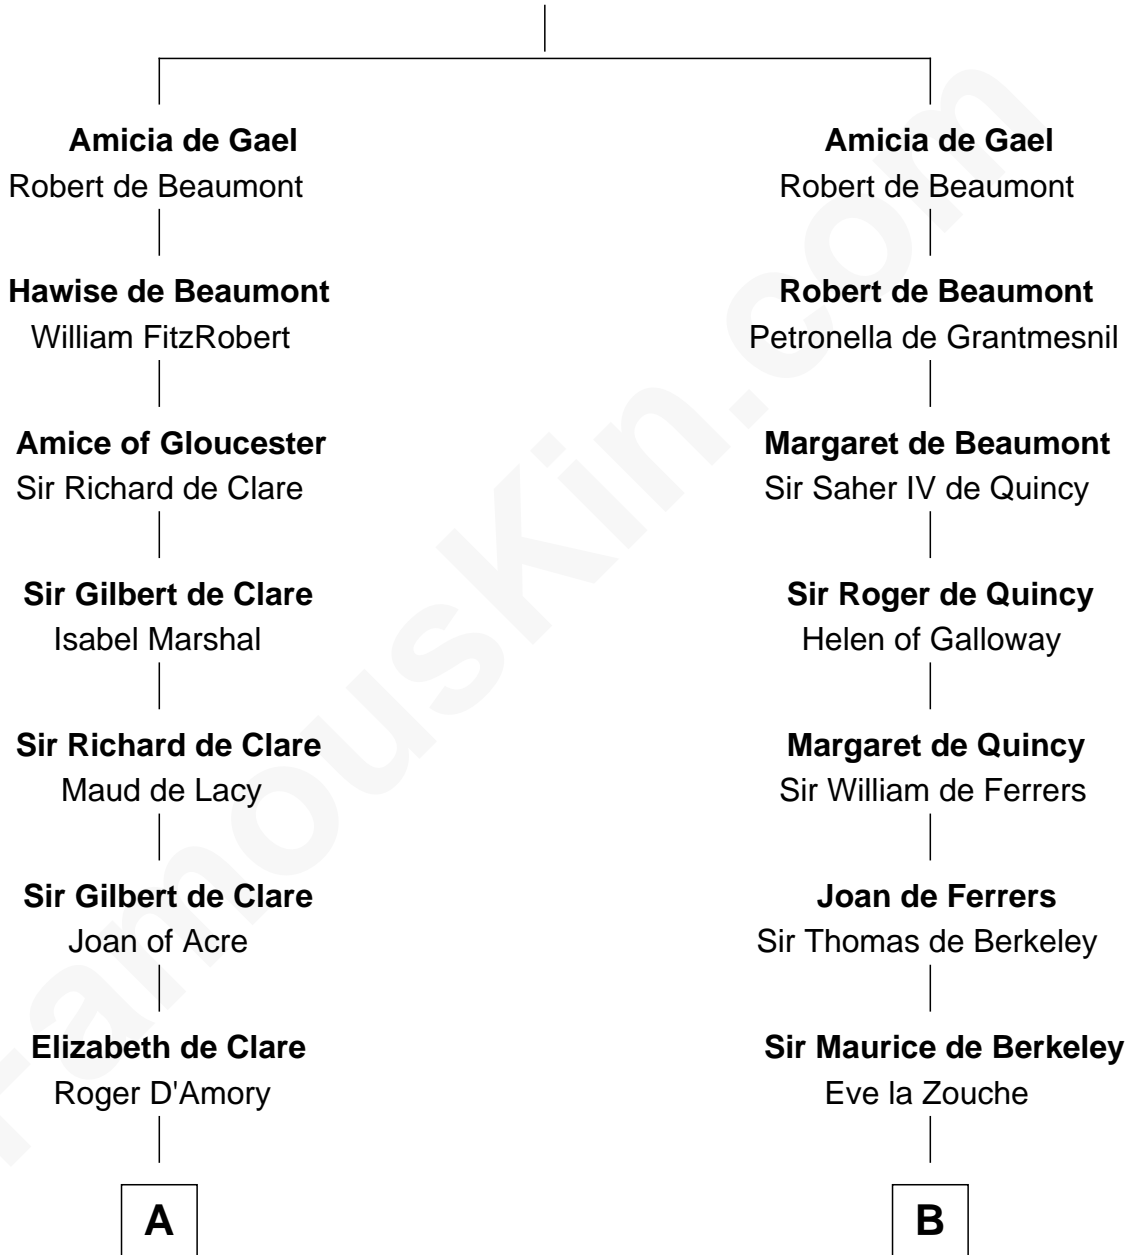 Amicia de Gael
Robert de Beaumont
Hawise de Beaumont
William FitzRobert
Amice of Gloucester
Sir Richard de Clare
Sir Gilbert de Clare
Isabel Marshal
Sir Richard de Clare
Maud de Lacy
Sir Gilbert de Clare
Joan of Acre
Elizabeth de Clare
Roger D'Amory
A
Amicia de Gael
Robert de Beaumont
Robert de Beaumont
Petronella de Grantmesnil
Margaret de Beaumont
Sir Saher IV de Quincy
Sir Roger de Quincy
Helen of Galloway
Margaret de Quincy
Sir William de Ferrers
Joan de Ferrers
Sir Thomas de Berkeley
Sir Maurice de Berkeley
Eve la Zouche
B
FamousKin.com